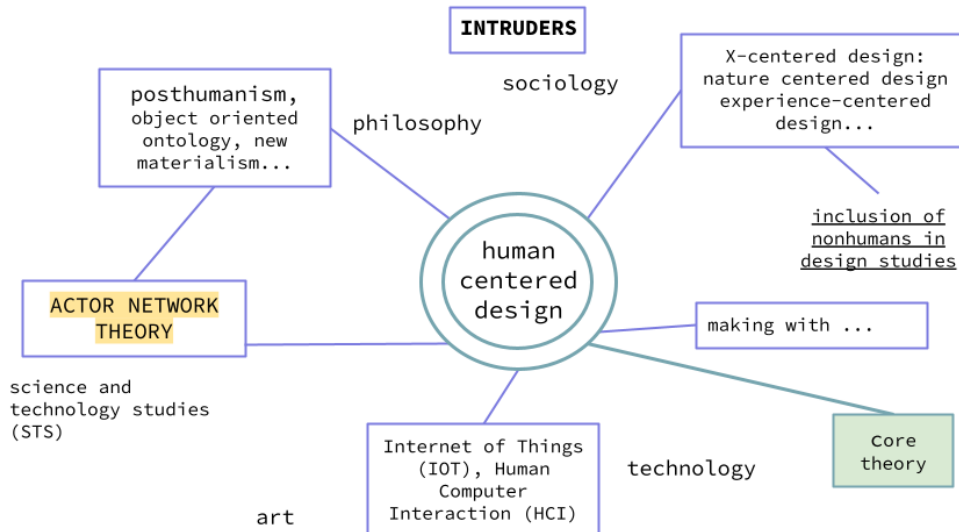 INTRUDERS
sociology
X-centered design:
nature centered design
experience-centered
design...
posthumanism,
object oriented
ontology, new
materialism...
philosophy
inclusion of
nonhumans in
design studies
human
centered
design
ACTOR NETWORK
THEORY
making with ...
science and
technology studies
(STS)
Internet of Things
(IOT), Human
Computer
Interaction (HCI)
technology
core
theory
art